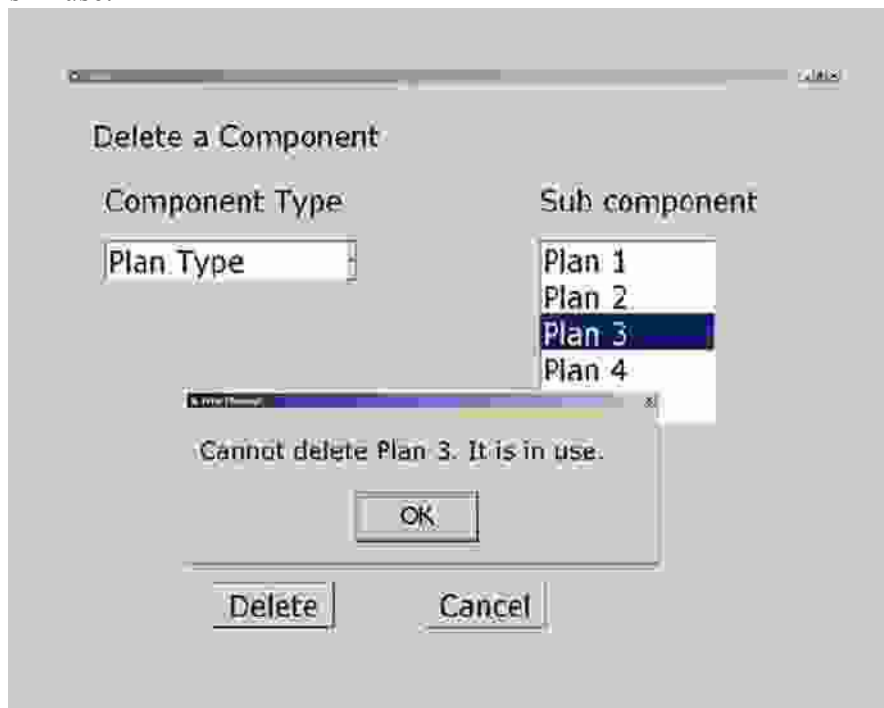 Delete a Component
Component Type
Sub component
Plan Type
Plan 1
Plan 2
Plan 3
Plan 4
Cannot delete Plan 3. It is in use.
OK
Delete
Cancel